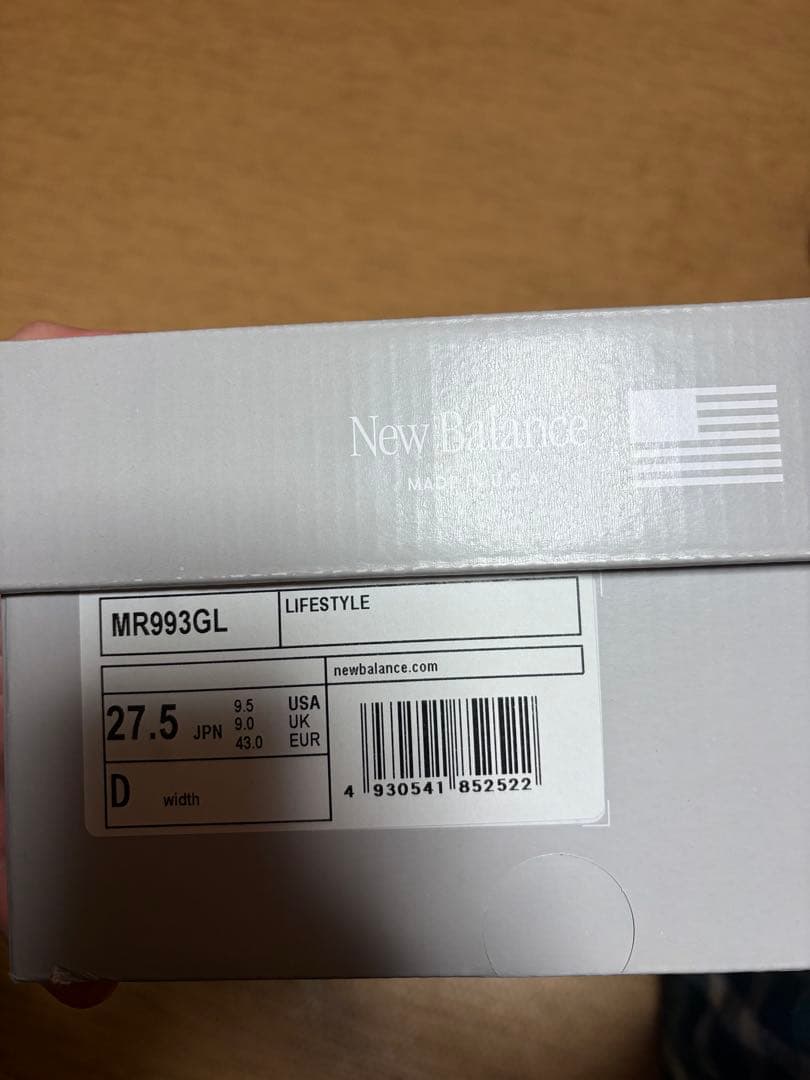 New Balance
MADE IN U.S.A
MR993GL
LIFESTYLE
newbalance.com
27.5 JPN
9.5 USA
9.0 UK
43.0 EUR
D width
4 930541 852522